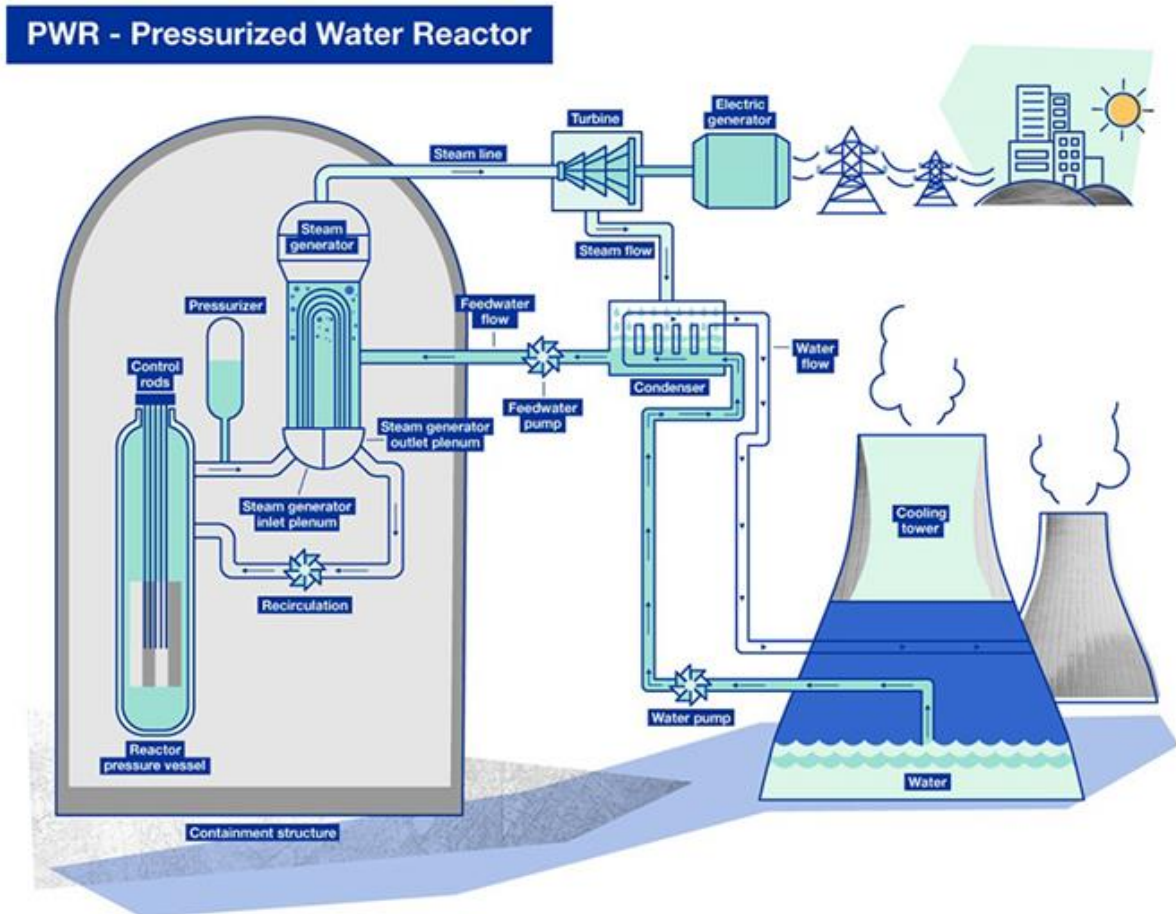 PWR - Pressurized Water Reactor
Turbine
Electric
generator
Steam line
Steam
generator
Steam flow
Pressurizer
Feedwater
flow
Water
flow
Control
rods
Condenser
Feedwater
pump
Steam generator
outlet plenum
Steam generator
inlet plenum
Cooling
tower
Recirculation
Water pump
Reactor
pressure vessel
Water
Containment structure